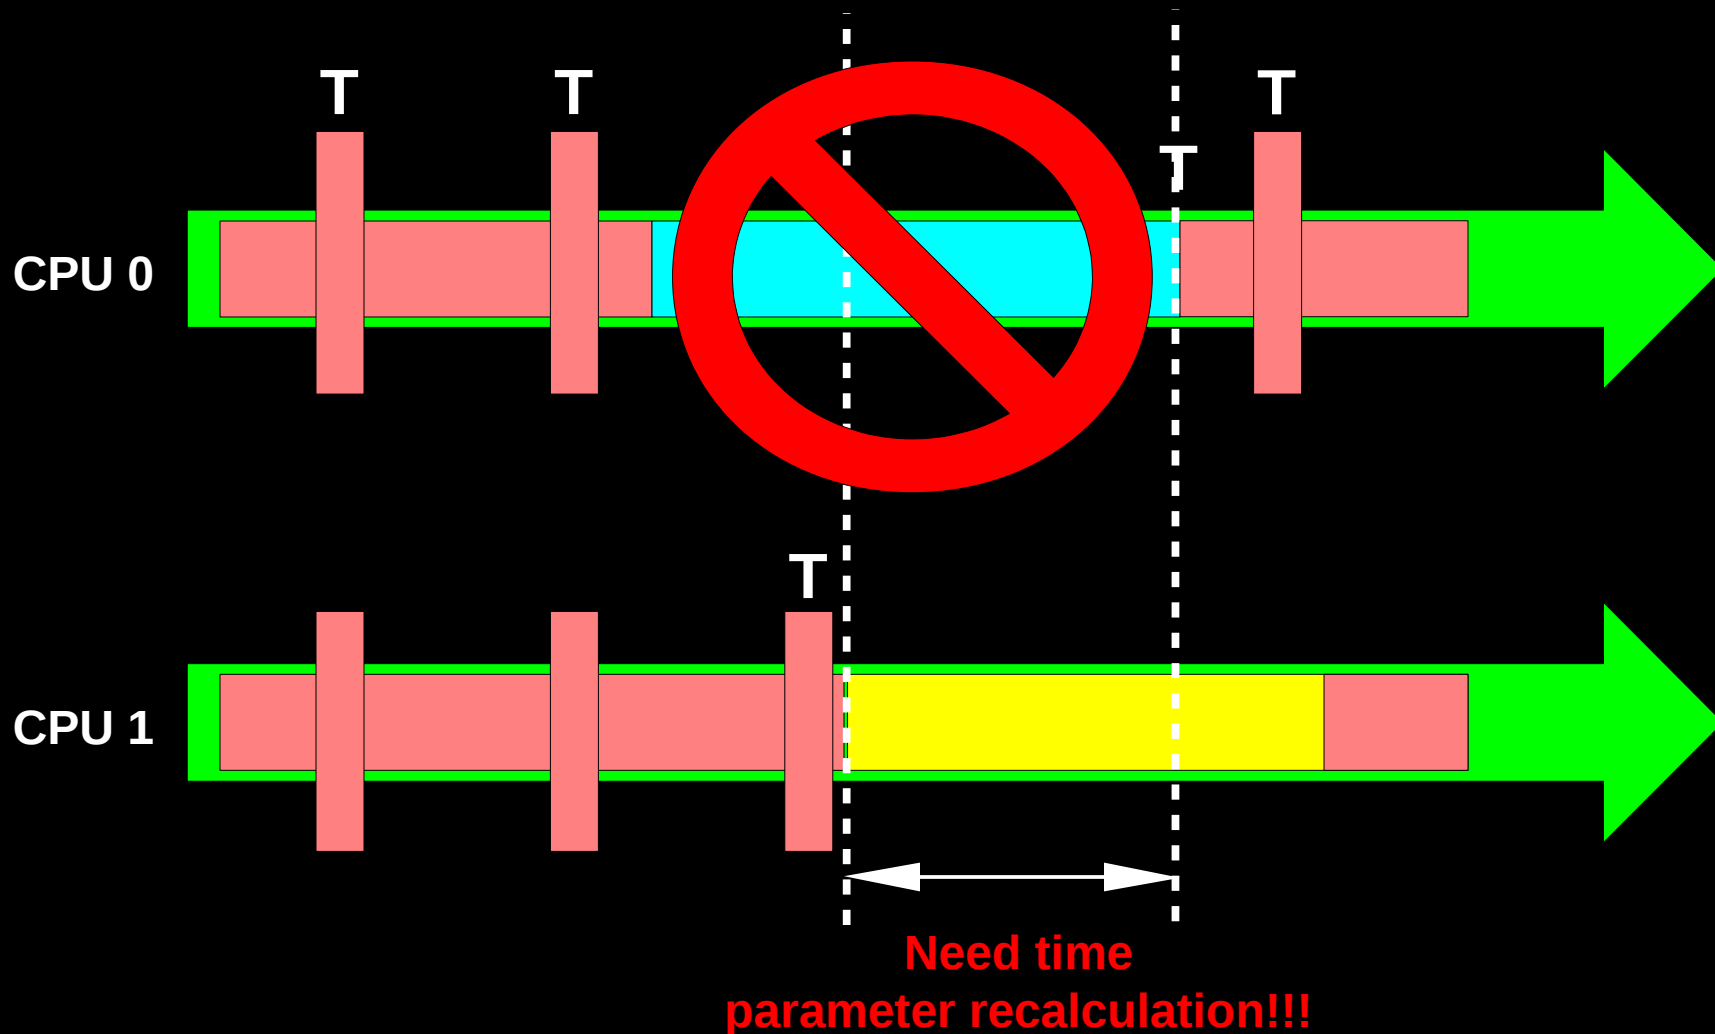 T T T
T
CPU 0
T
CPU 1
Need time
parameter recalculation!!!